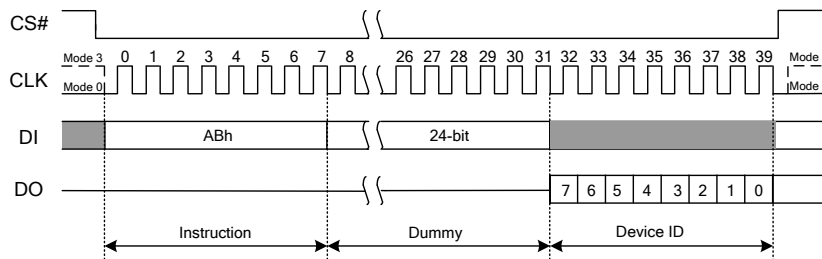 CS#
Mode 3 0 1 2 3 4 5 6 7 8 26 27 28 29 30 31 32 33 34 35 36 37 38 39 Mode
CLK
Mode 0 Mode
DI ABh 24-bit
DO 7 6 5 4 3 2 1 0
Instruction Dummy Device ID